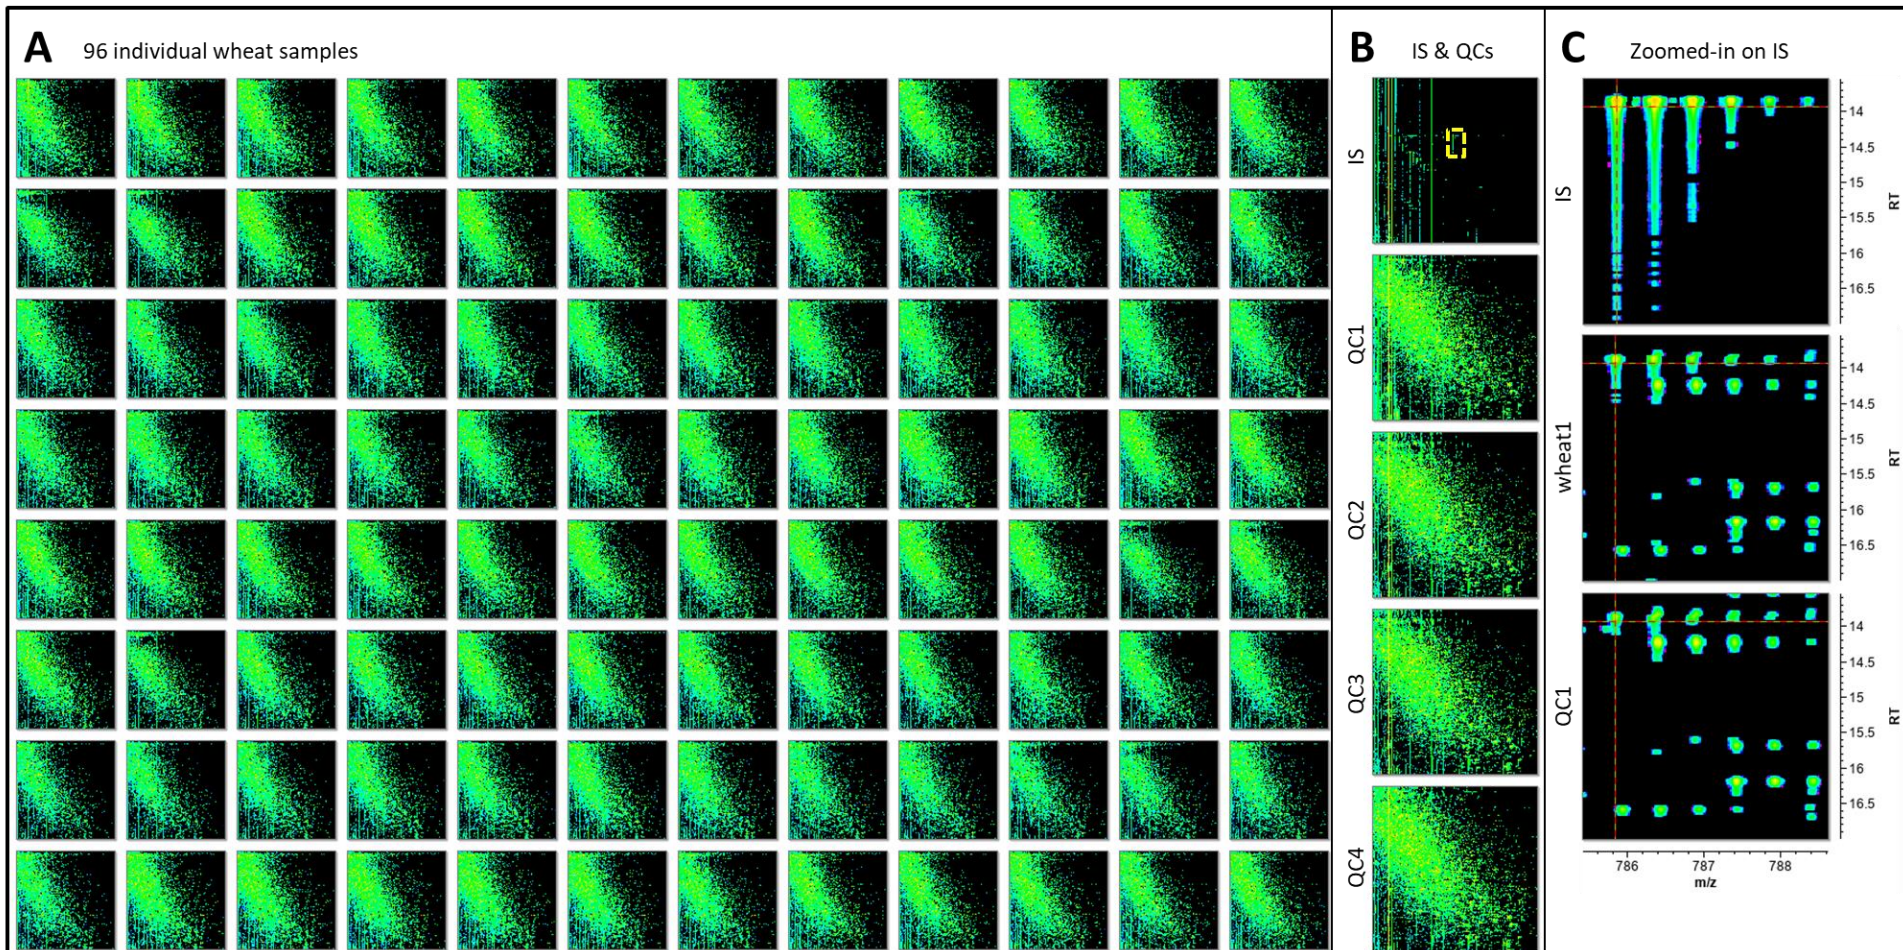 A 96 individual wheat samples
B IS & QCs
IS
QC1
QC2
QC3
QC4
C Zoomed-in on IS
IS
14
14.5
15
15.5
16
16.5
RT
wheat1
14
14.5
15
15.5
16
16.5
RT
QC1
14
14.5
15
15.5
16
16.5
RT
786 787 788
m/z